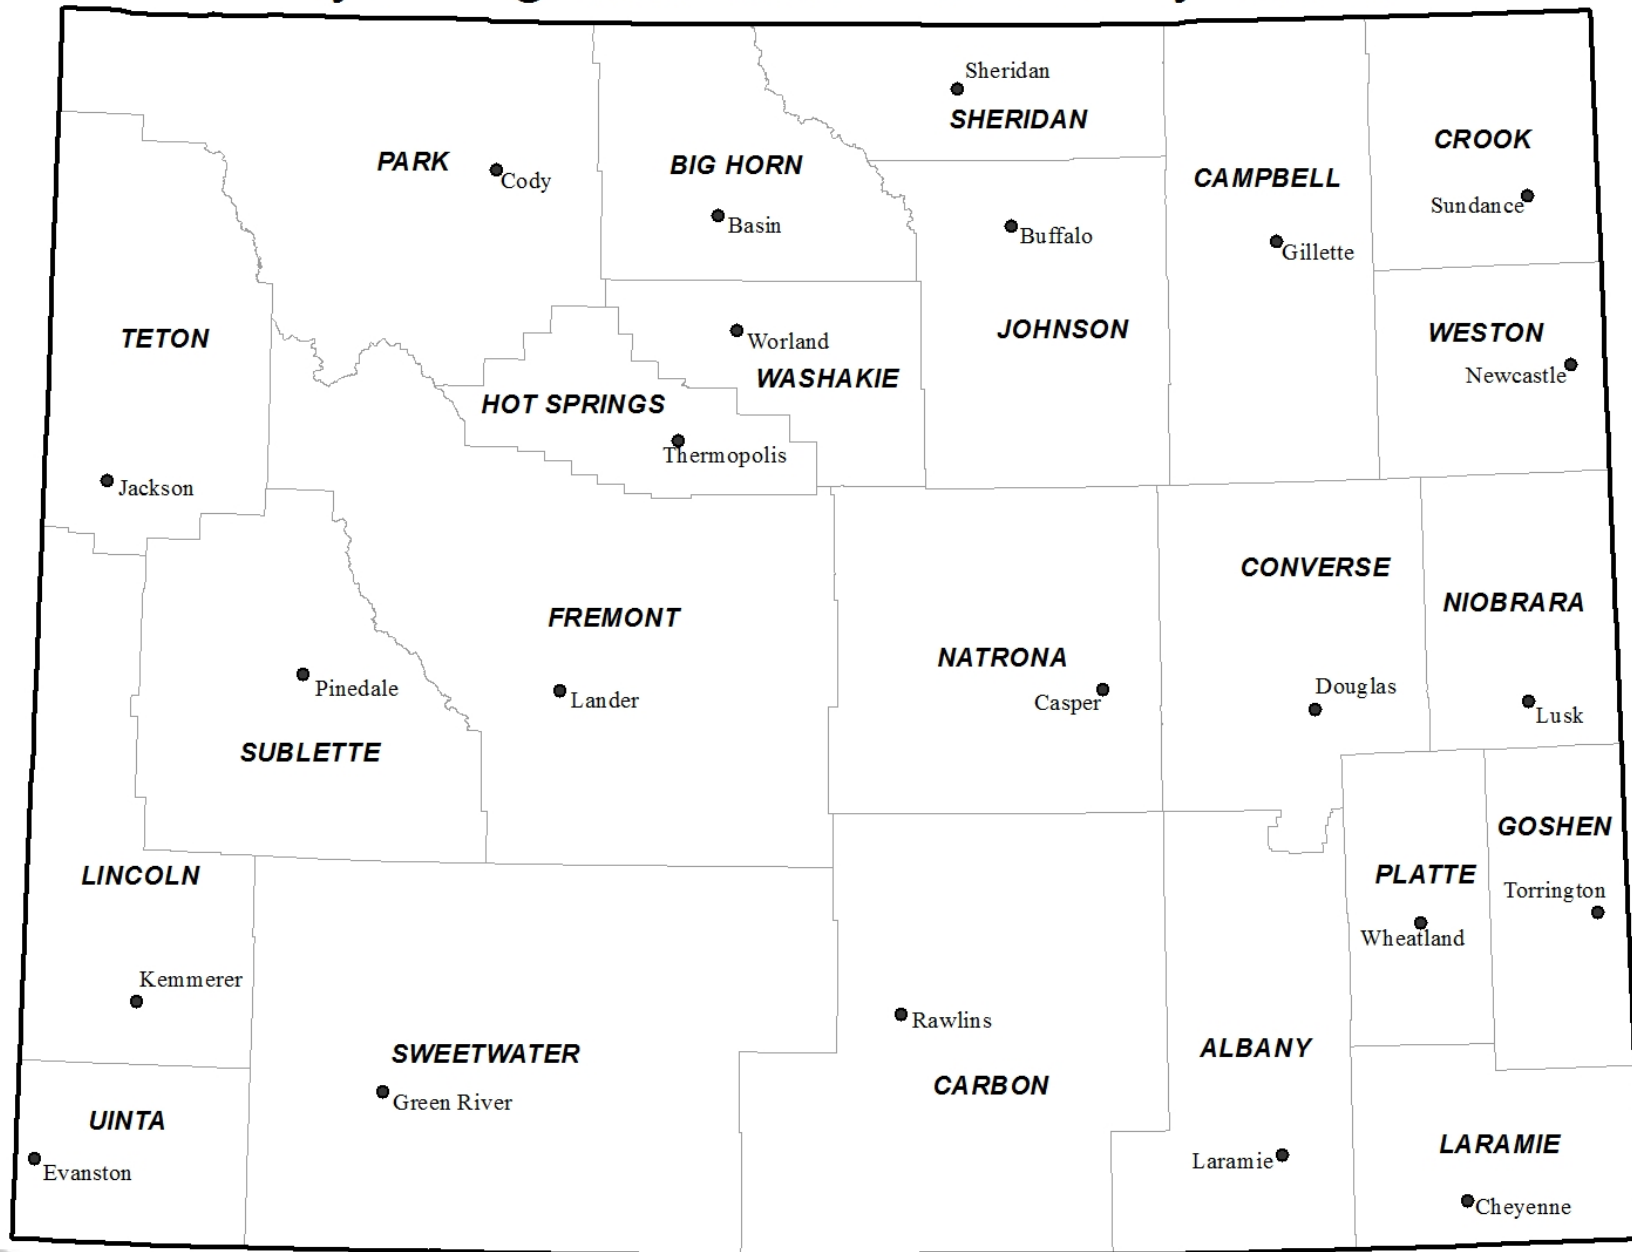 Sheridan
SHERIDAN
CROOK
PARK
Cody
BIG HORN
CAMPBELL
Sundance
Basin
Buffalo
Gillette
TETON
Worland
JOHNSON
WESTON
Newcastle
WASHAKIE
HOT SPRINGS
Thermopolis
Jackson
CONVERSE
FREMONT
NIOBRARA
NATRONA
Casper
Douglas
Lusk
Pinedale
Lander
SUBLETTE
GOSHEN
LINCOLN
PLATTE
Torrington
Wheatland
Kemmerer
Rawlins
SWEETWATER
ALBANY
CARBON
Green River
UINTA
Evanston
Laramie
LARAMIE
Cheyenne